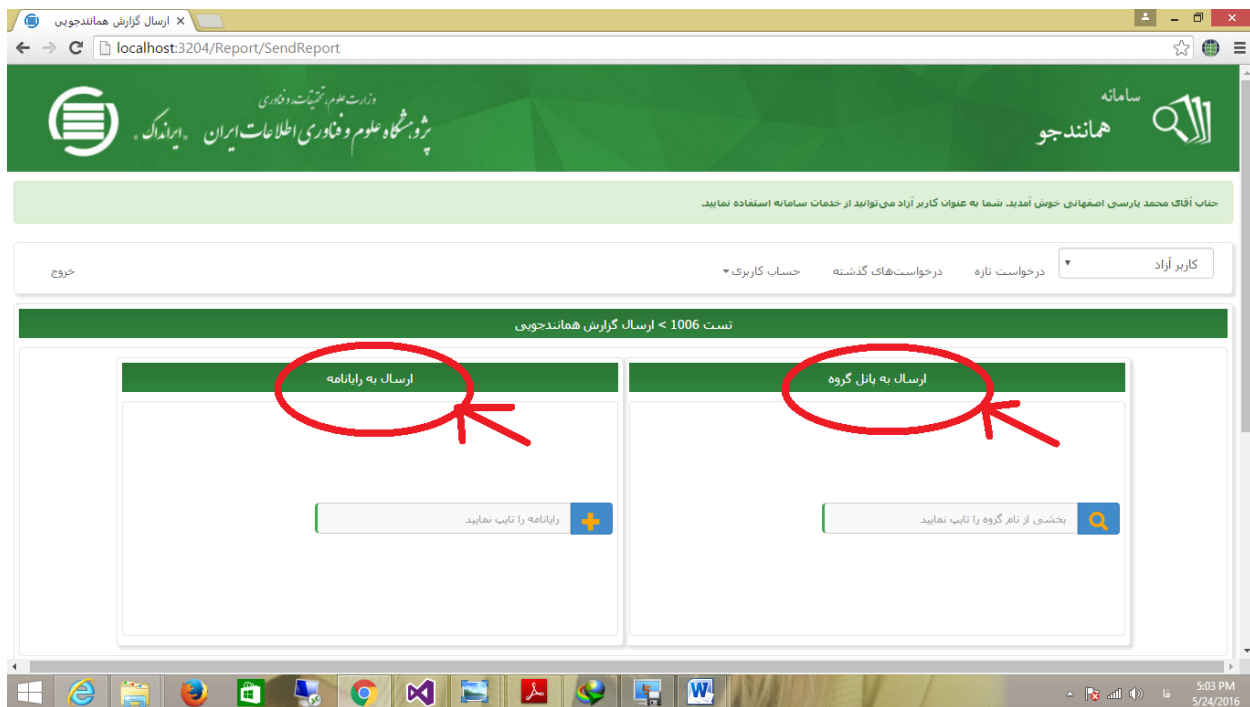 ارسال گزارش همانندجویی
localhost:3204/Report/SendReport
سامانه
همانندجو
وزارت علوم، تحقیقات، و فناوری
پژوهشگاه علوم و فناوری اطلاعات ایران «ایرانداک»
جناب آقای محمد پارسی اصفهانی خوش آمدید. شما به عنوان کاربر آزاد می‌توانید از خدمات سامانه استفاده نمایید.
کاربر آزاد درخواست تازه درخواست‌های گذشته حساب کاربری خروج
تست 1006 > ارسال گزارش همانندجویی
ارسال به پانل گروه ارسال به رایانامه
بخشی از نام گروه را تایپ نمایید رایانامه را تایپ نمایید
فا 5:03 PM
5/24/2016